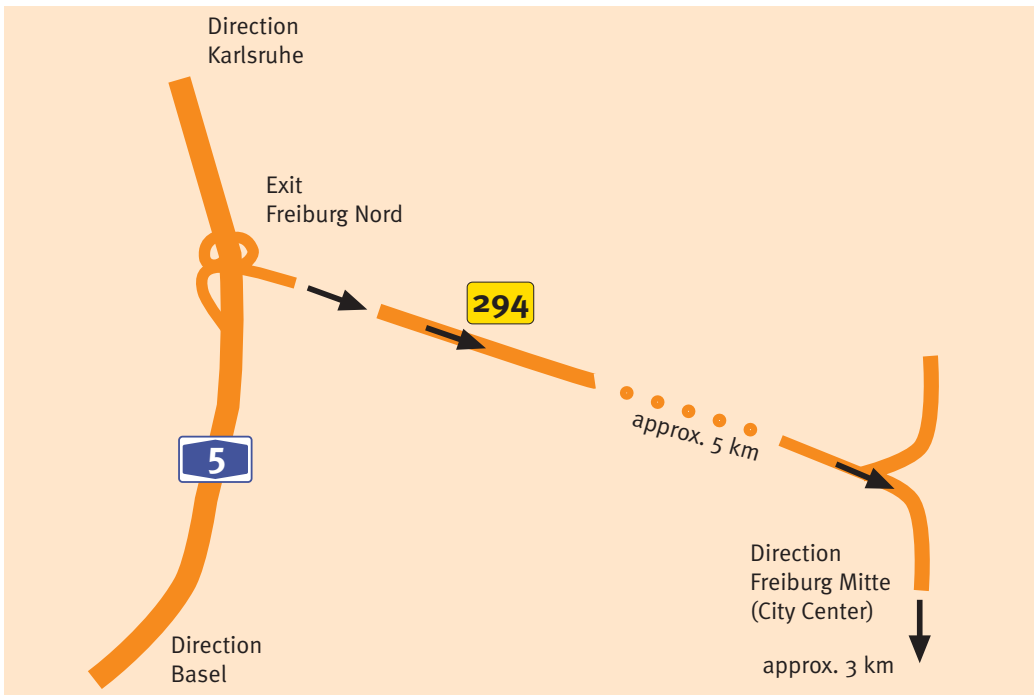 Direction
Karlsruhe
Exit
Freiburg Nord
294
approx. 5 km
5
Direction
Freiburg Mitte
(City Center)
approx. 3 km
Direction
Basel